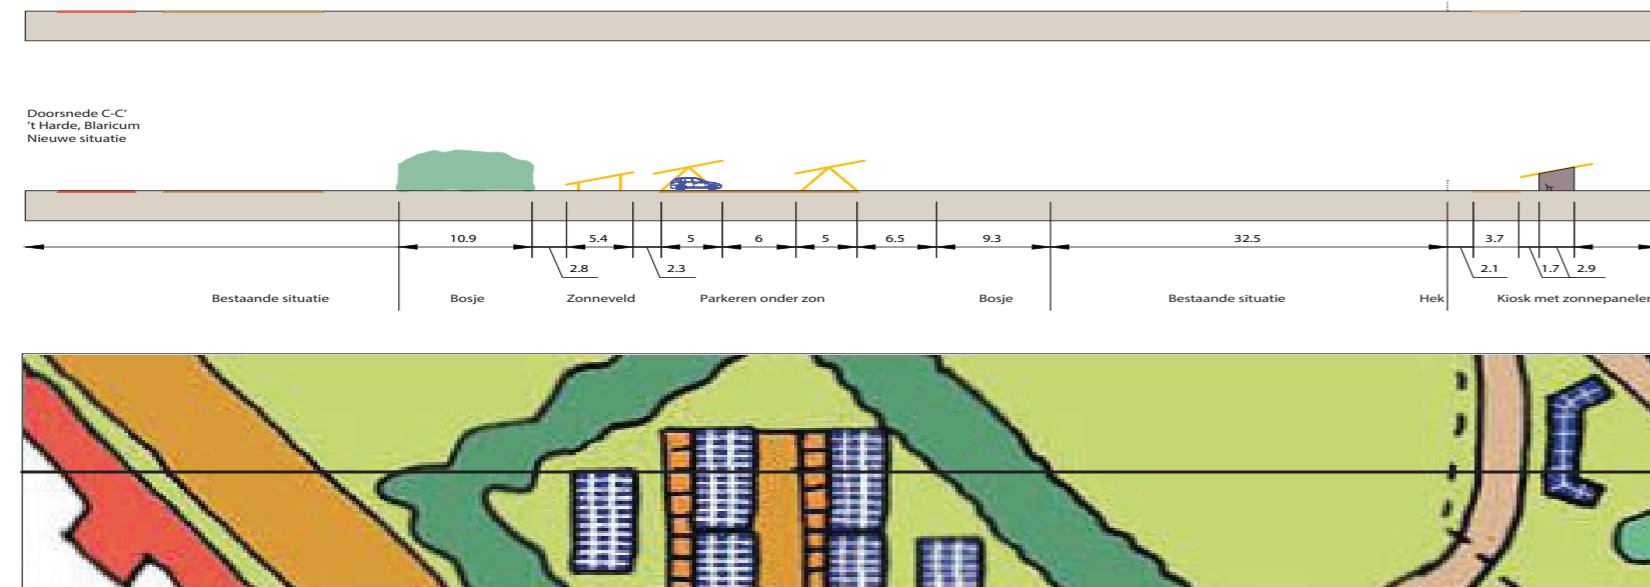 Doorsnede C-C’
’t Harde, Blaricum
Nieuwe situatie
10.9 5.4 5 6 5 6.5 9.3 32.5 3.7
2.8 2.3 2.1 1.7 2.9
Bestaande situatie Bosje Zonneveld Parkeren onder zon Bosje Bestaande situatie Hek Kiosk met zonnepanelen